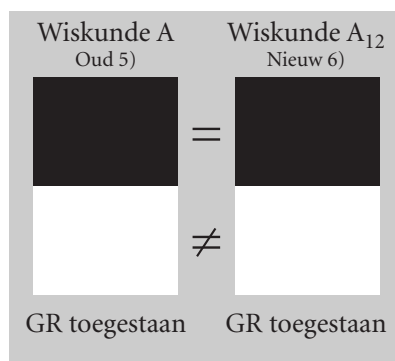 Wiskunde A Wiskunde A₁₂
Oud 5) Nieuw 6)
=
≠
GR toegestaan GR toegestaan